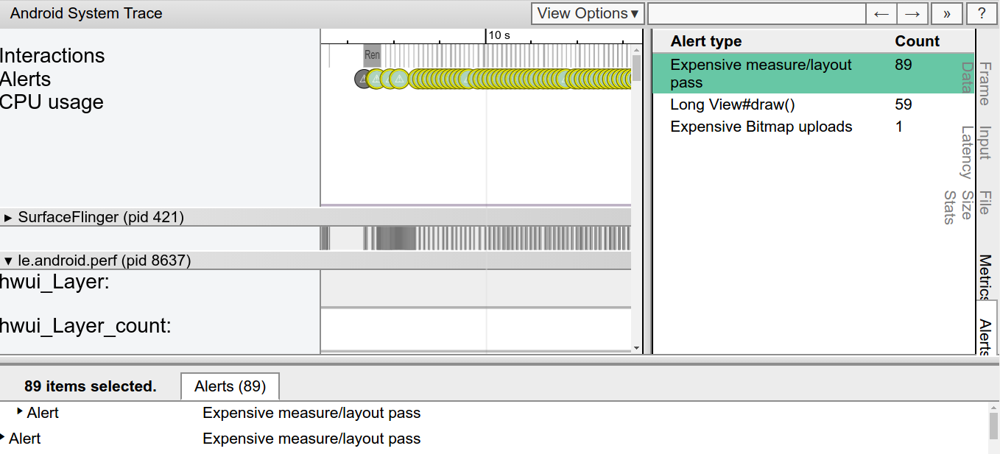 Android System Trace
View Options ▾
← → » ?
10 s
Interactions
Ren
Alerts
CPU usage
▸ SurfaceFlinger (pid 421)
▾ le.android.perf (pid 8637)
hwui_Layer:
hwui_Layer_count:
Alert type Count
Expensive measure/layout 89
pass
Long View#draw() 59
Expensive Bitmap uploads 1
Frame
Data
Input
Latency
File
Size
Stats
Metrics
Alerts
89 items selected. Alerts (89)
▸ Alert Expensive measure/layout pass
▸ Alert Expensive measure/layout pass